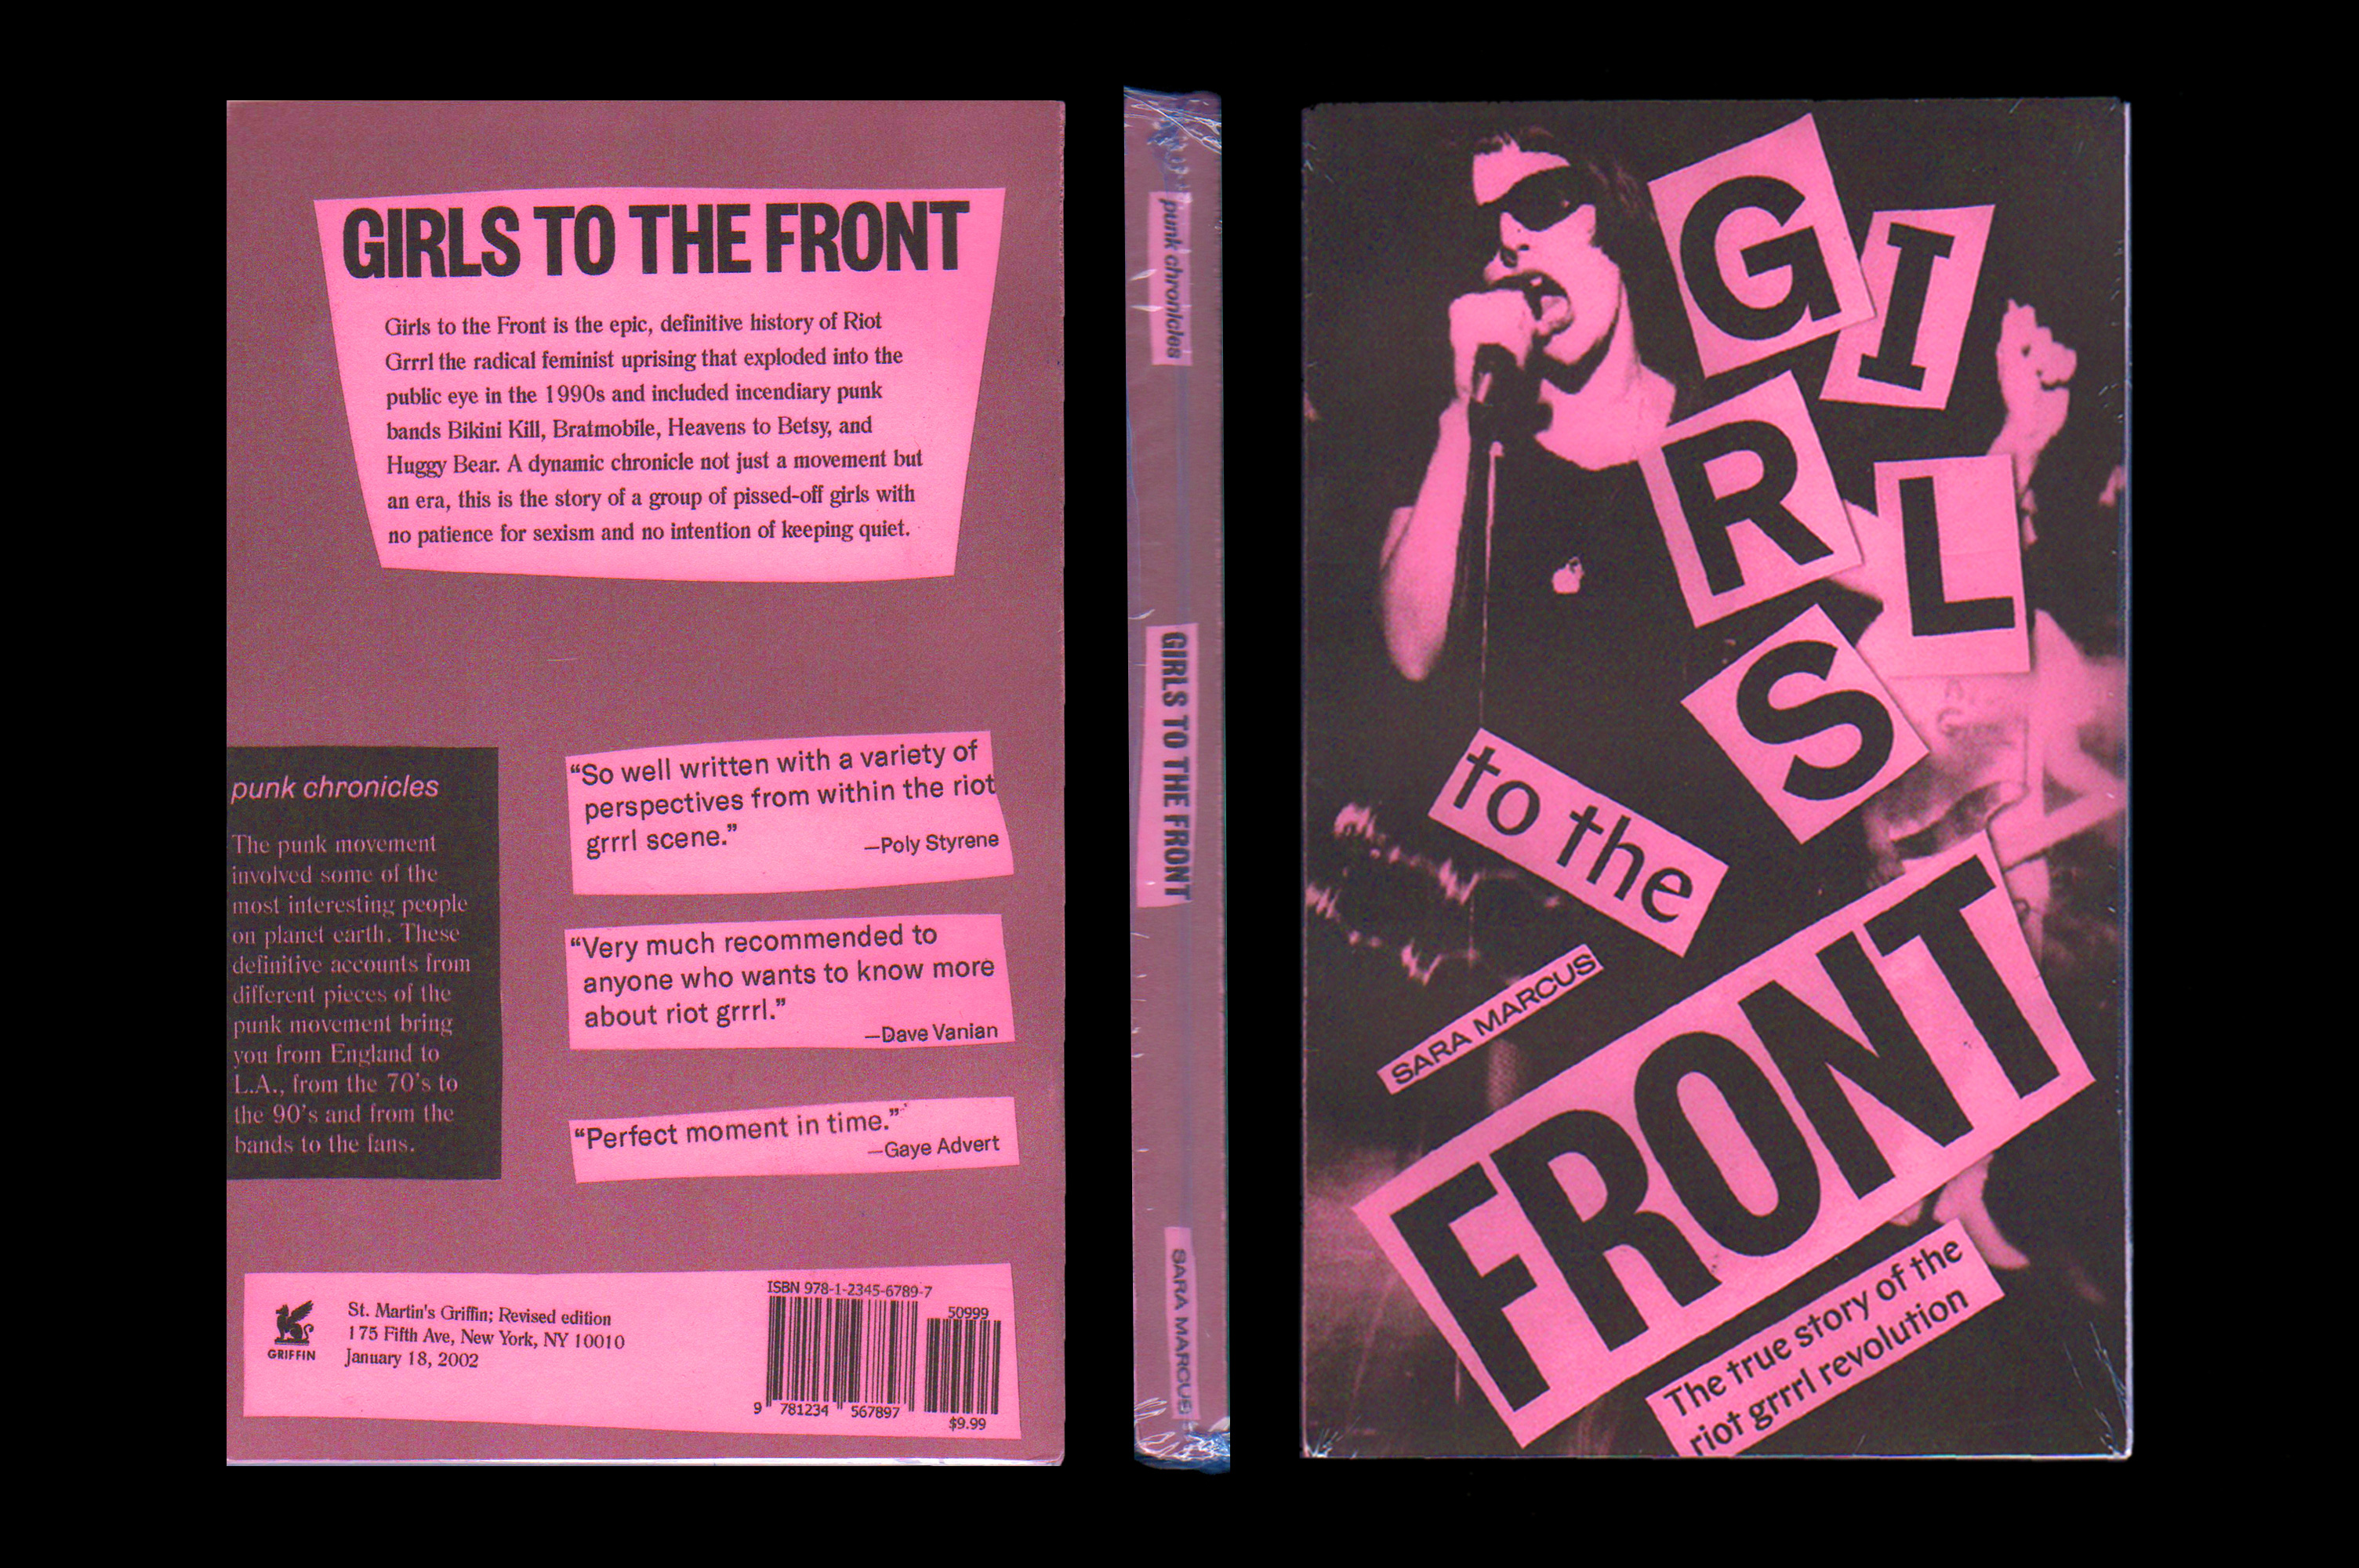 GIRLS TO THE FRONT
Girls to the Front is the epic, definitive history of Riot
Grrrl the radical feminist uprising that exploded into the
public eye in the 1990s and included incendiary punk
bands Bikini Kill, Bratmobile, Heavens to Betsy, and
Huggy Bear. A dynamic chronicle not just a movement but
an era, this is the story of a group of pissed-off girls with
no patience for sexism and no intention of keeping quiet.
punk chronicles
The punk movement
involved some of the
most interesting people
on planet earth. These
definitive accounts from
different pieces of the
punk movement bring
you from England to
L.A., from the 70's to
the 90's and from the
bands to the fans.
“So well written with a variety of
perspectives from within the riot
grrrl scene.”
—Poly Styrene
“Very much recommended to
anyone who wants to know more
about riot grrrl.”
—Dave Vanian
“Perfect moment in time.”
—Gaye Advert
GRIFFIN
St. Martin's Griffin; Revised edition
175 Fifth Ave, New York, NY 10010
January 18, 2002
ISBN 978-1-2345-6789-7
50999
9 781234 567897
$9.99
punk chronicles
GIRLS TO THE FRONT
SARA MARCUS
GIRLS
to the
SARA MARCUS
FRONT
The true story of the
riot grrrl revolution